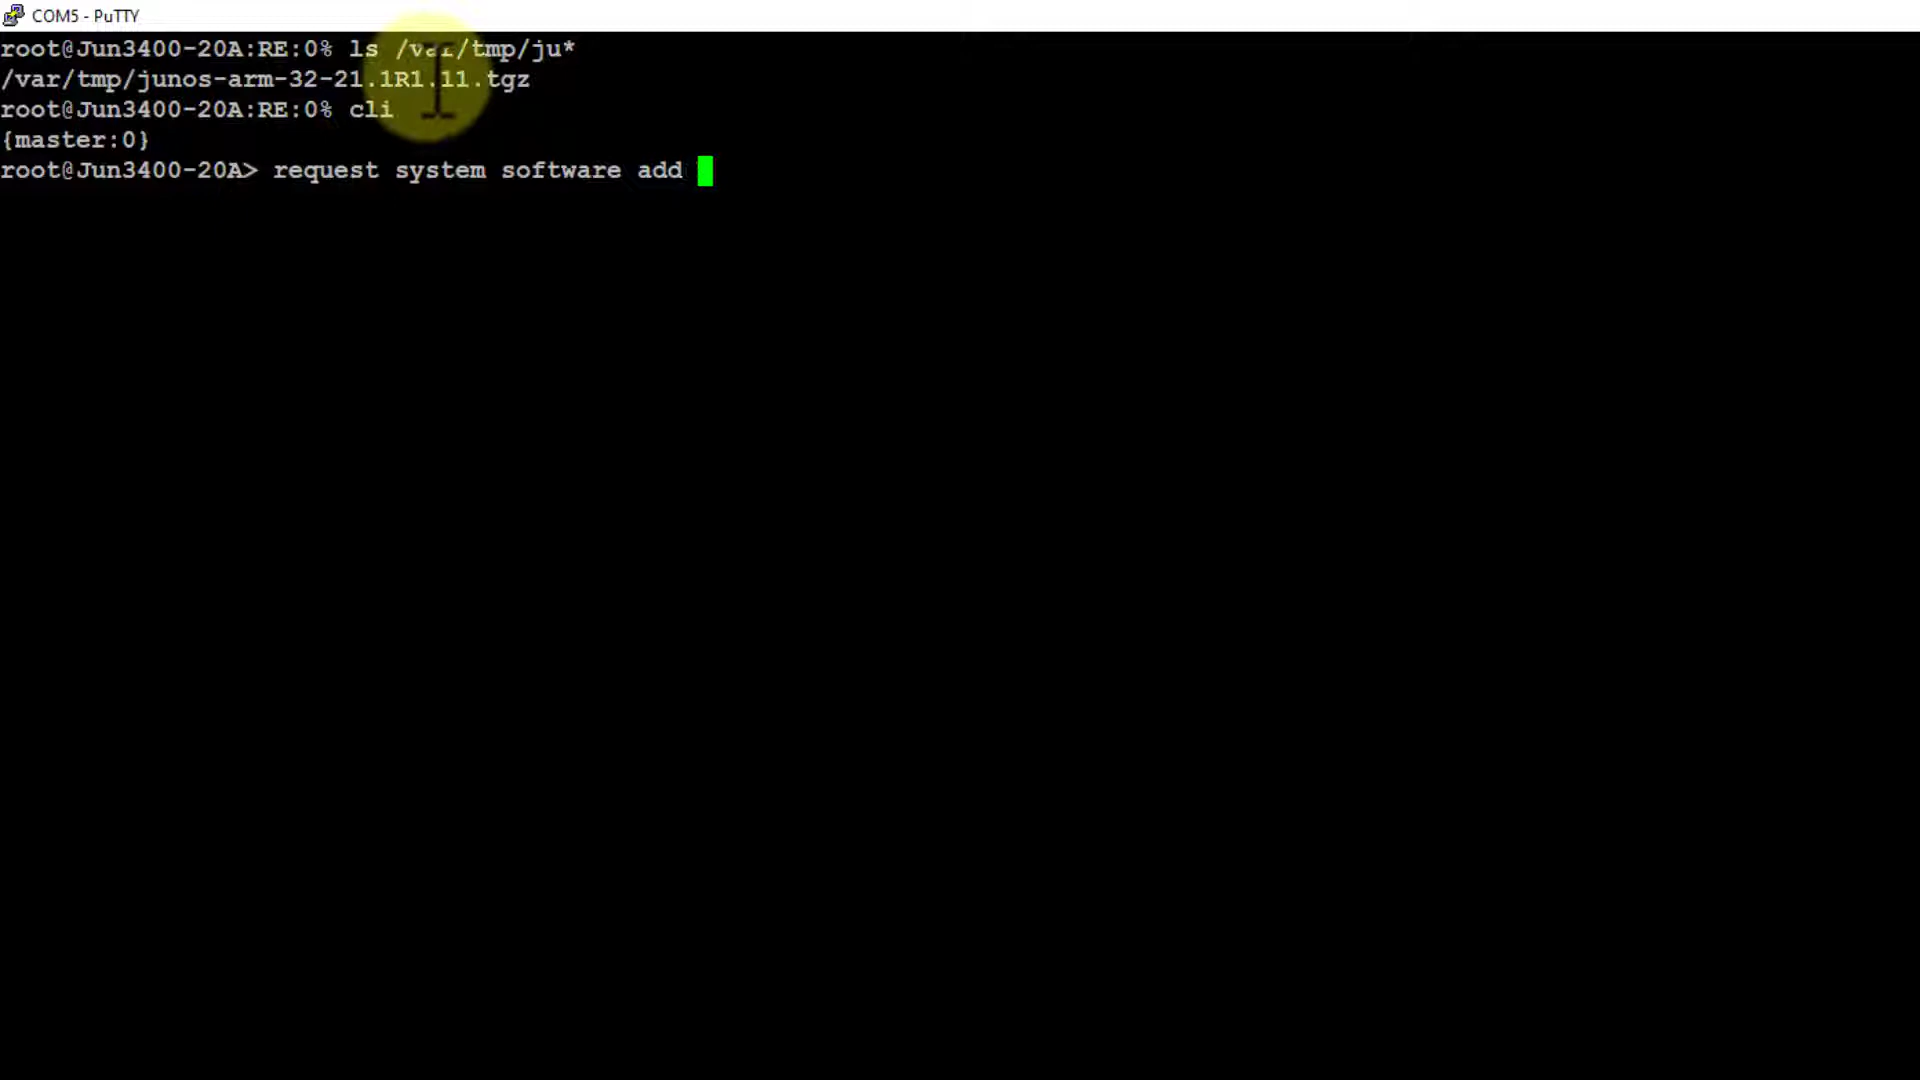 COM5 - PuTTY
root@Jun3400-20A:RE:0% ls /var/tmp/ju*
/var/tmp/junos-arm-32-21.1R1.11.tgz
root@Jun3400-20A:RE:0% cli
{master:0}
root@Jun3400-20A> request system software add